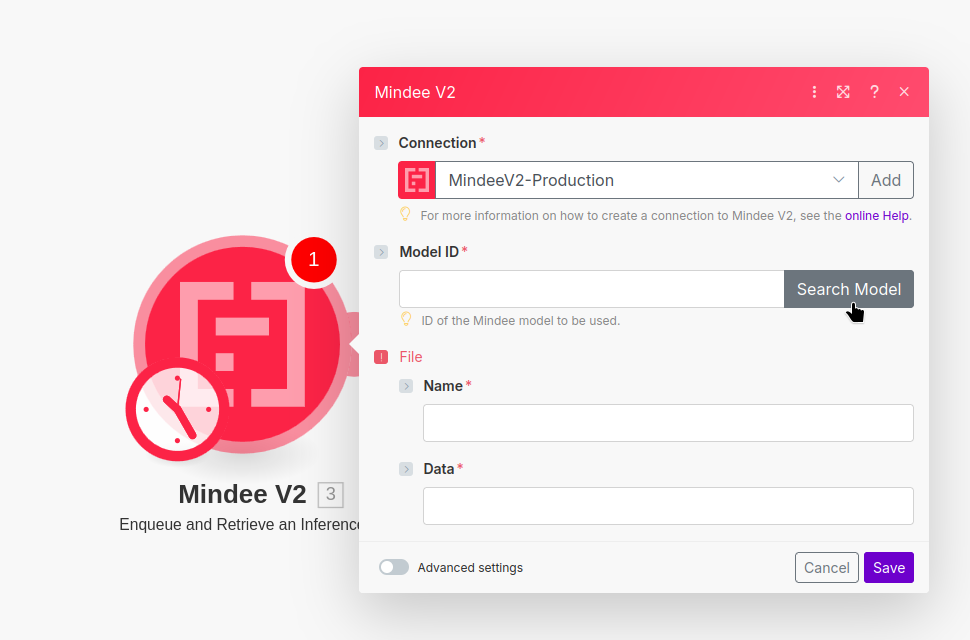 Mindee V2
Connection *
MindeeV2-Production
Add
For more information on how to create a connection to Mindee V2, see the online Help.
Model ID *
Search Model
ID of the Mindee model to be used.
! File
Name *
Data *
Advanced settings
Cancel
Save
1
Mindee V2 3
Enqueue and Retrieve an Inference